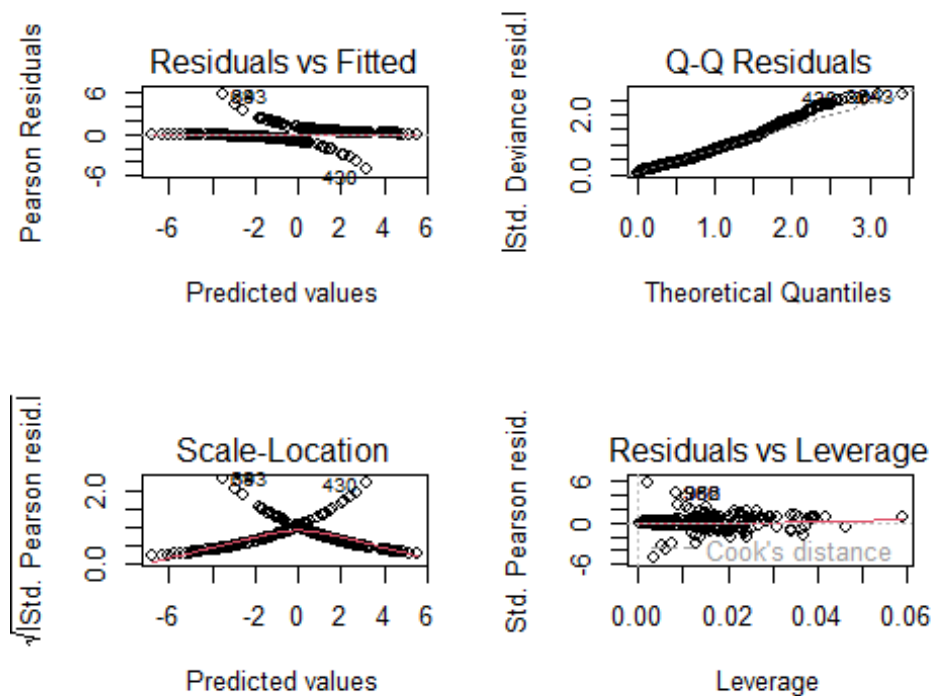 Residuals vs Fitted
Pearson Residuals
6
0
-6
430
-6
-2
0
2
4
6
Predicted values
Q-Q Residuals
|Std. Deviance resid.|
2.0
0.0
0.0
1.0
2.0
3.0
Theoretical Quantiles
Scale-Location
√|Std. Pearson resid.|
2.0
0.0
430
-6
-2
0
2
4
6
Predicted values
Residuals vs Leverage
Std. Pearson resid.
6
0
-6
Cook's distance
0.00
0.02
0.04
0.06
Leverage